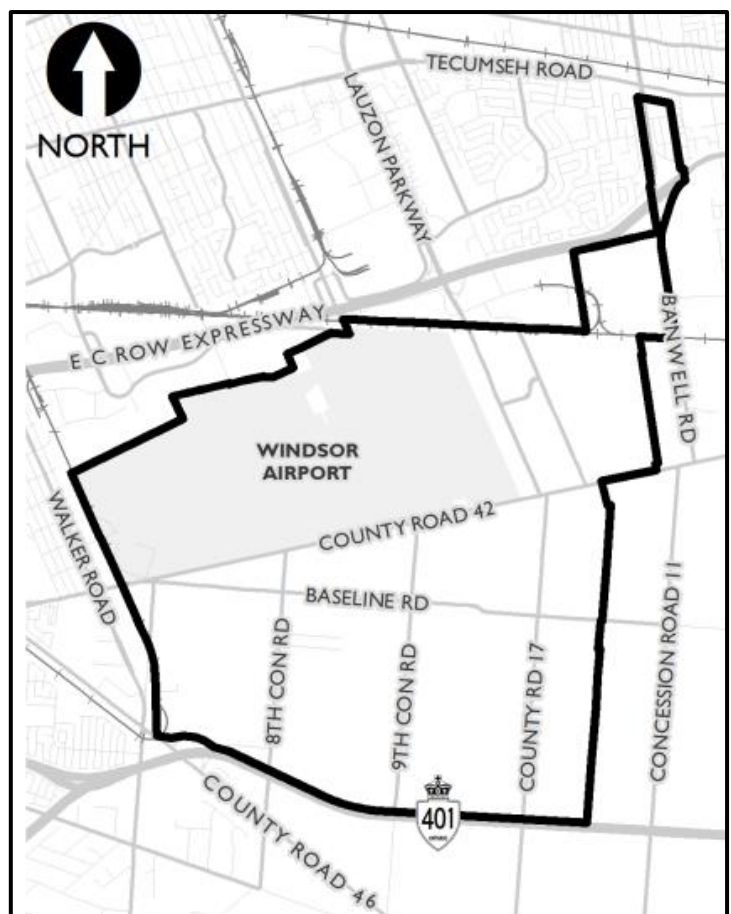 TECUMSEH ROAD
NORTH
LAUZON PARKWAY
E C ROW EXPRESSWAY
BANWELL RD
WINDSOR
AIRPORT
WALKER ROAD
COUNTY ROAD 42
BASELINE RD
8TH CON RD
9TH CON RD
COUNTY RD 17
CONCESSION ROAD 11
401
COUNTY ROAD 46